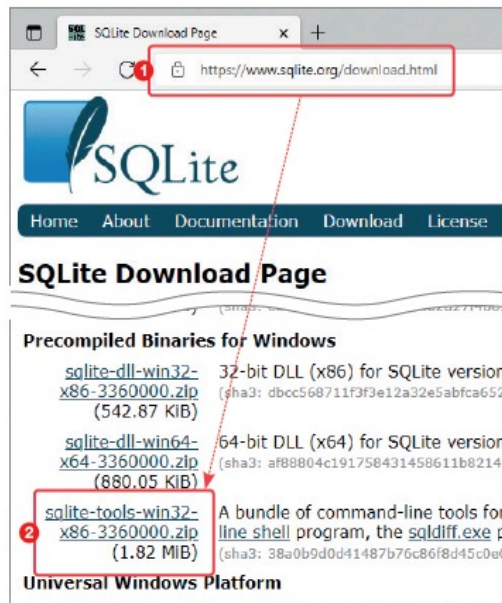 SQLite Download Page
1
https://www.sqlite.org/download.html
SQLite
Home About Documentation Download License
SQLite Download Page
Precompiled Binaries for Windows
sqlite-dll-win32- 32-bit DLL (x86) for SQLite version
x86-3360000.zip (sha3: dbcc568711f3f3e12a32e5abfca652
(542.87 KiB)
sqlite-dll-win64- 64-bit DLL (x64) for SQLite version
x64-3360000.zip (sha3: af88804c191758431458611b8214
(880.05 KiB)
sqlite-tools-win32- A bundle of command-line tools for
2 x86-3360000.zip line shell program, the sqldiff.exe p
(1.82 MiB) (sha3: 38a0b9d0d41487b76c86f8d45c0e
Universal Windows Platform